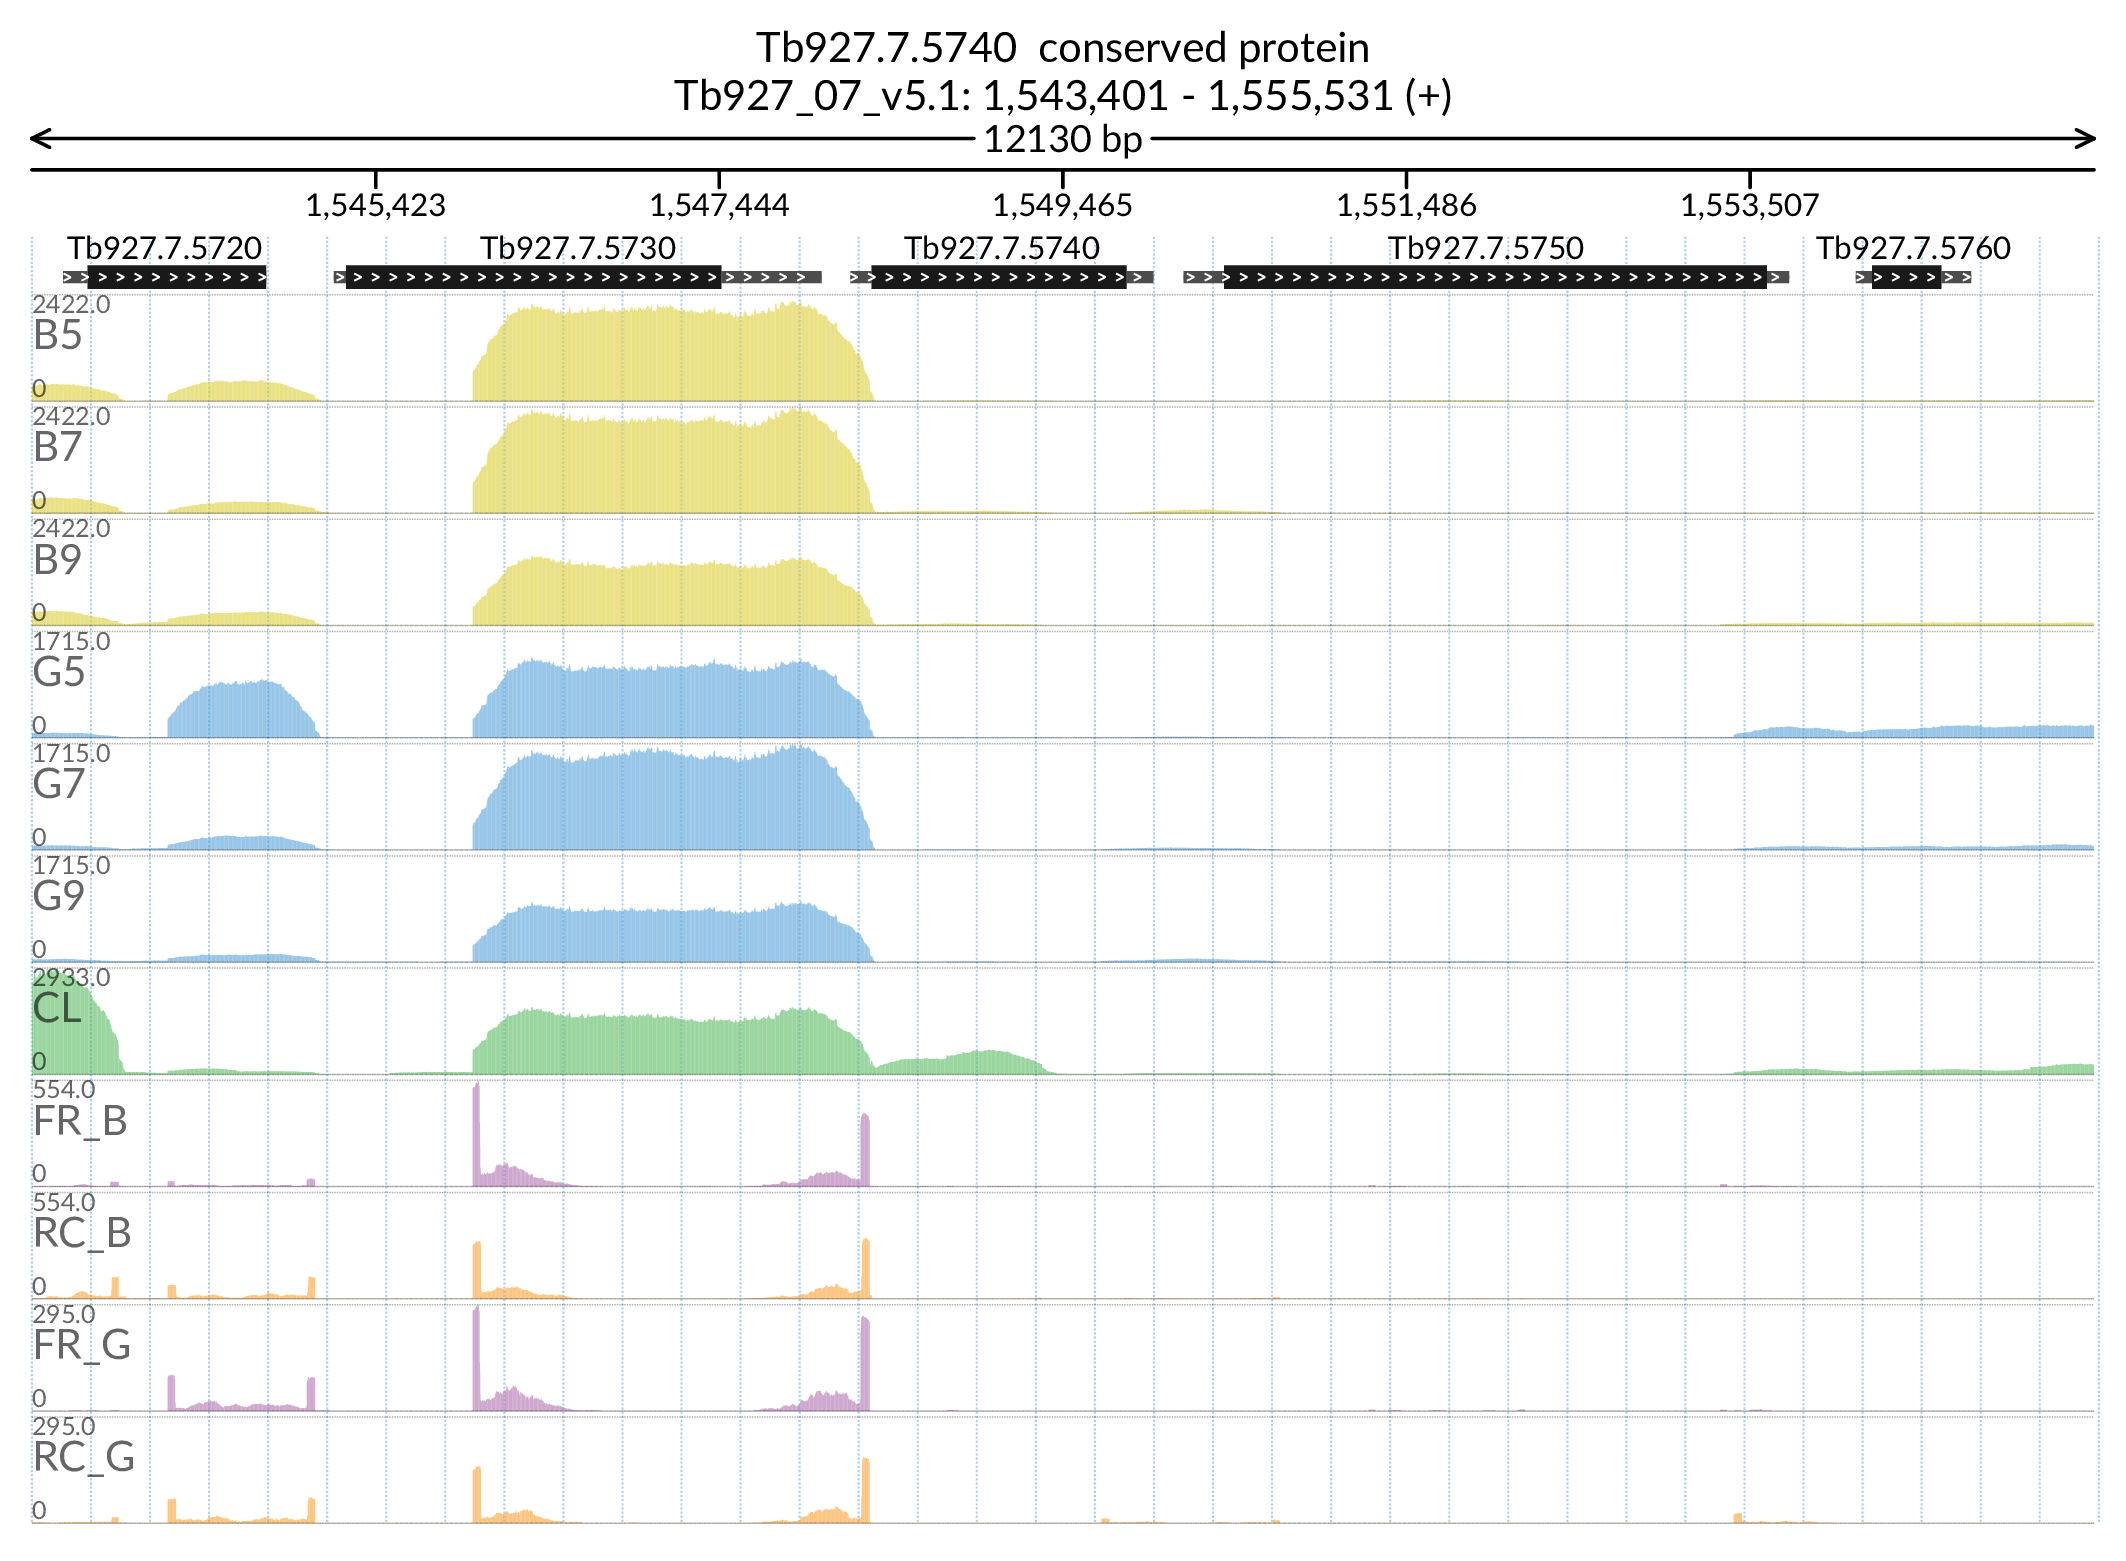 Tb927.7.5740 conserved protein
Tb927_07_v5.1: 1,543,401 - 1,555,531 (+)
12130 bp
1,545,423 1,547,444 1,549,465 1,551,486 1,553,507
Tb927.7.5720 Tb927.7.5730 Tb927.7.5740 Tb927.7.5750 Tb927.7.5760
2422.0
B5
0
2422.0
B7
0
2422.0
B9
0
1715.0
G5
0
1715.0
G7
0
1715.0
G9
0
2933.0
CL
0
554.0
FR_B
0
554.0
RC_B
0
295.0
FR_G
0
295.0
RC_G
0